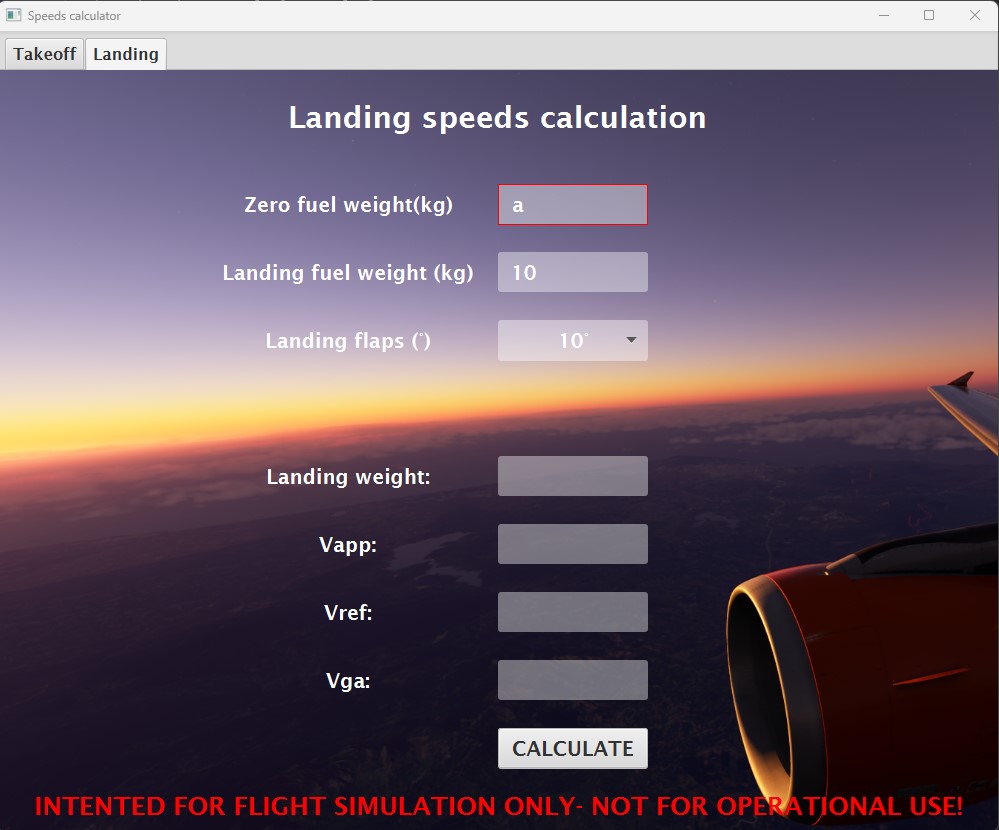 Speeds calculator
Takeoff Landing
Landing speeds calculation
Zero fuel weight(kg) a
Landing fuel weight (kg) 10
Landing flaps (°) 10°
Landing weight:
Vapp:
Vref:
Vga:
CALCULATE
INTENTED FOR FLIGHT SIMULATION ONLY- NOT FOR OPERATIONAL USE!